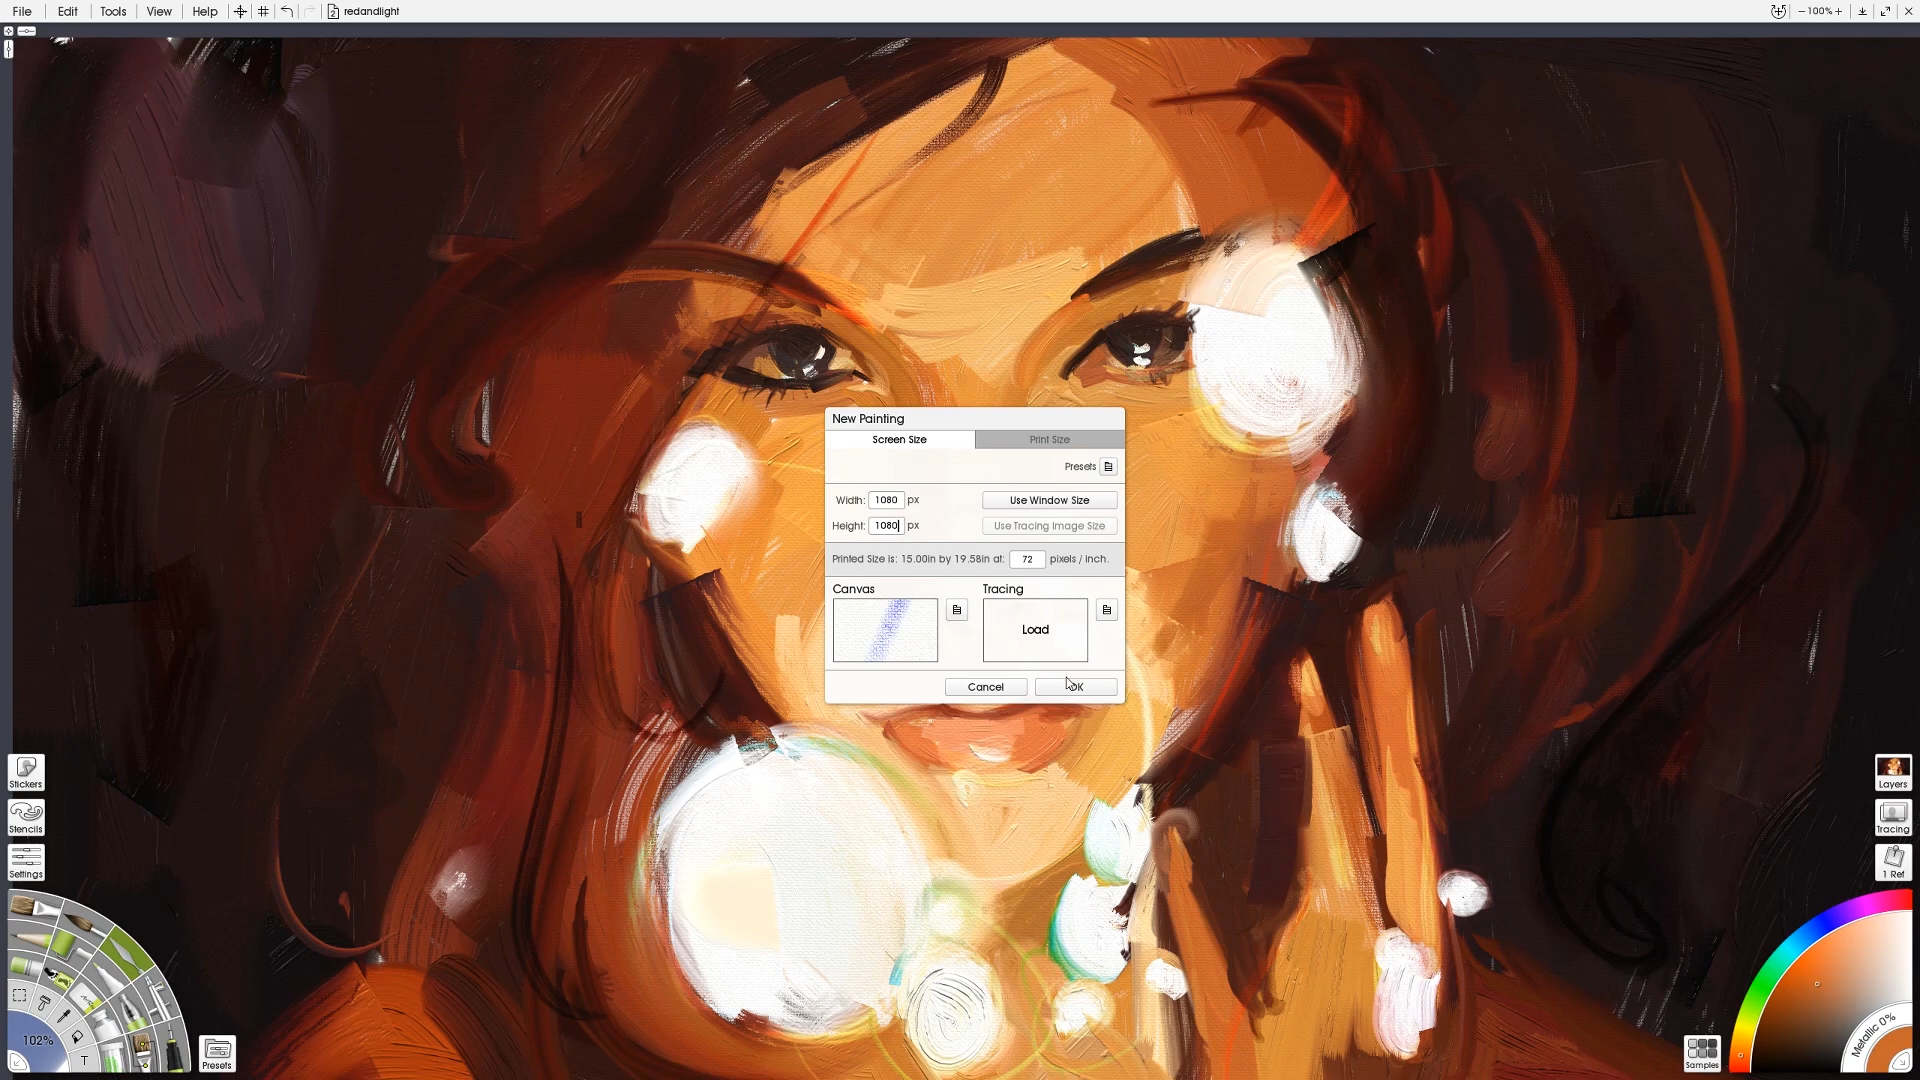 File Edit Tools View Help 2 redandlight −100%+
New Painting
Screen Size Print Size
Presets
Width: 1080 px Use Window Size
Height: 1080 px Use Tracing Image Size
Printed Size is: 15.00in by 19.58in at: 72 pixels / inch.
Canvas Tracing
Load
Cancel OK
Stickers
Stencils
Settings
102%
T
Presets
Layers
Tracing
1 Ref
Metallic 0%
Samples